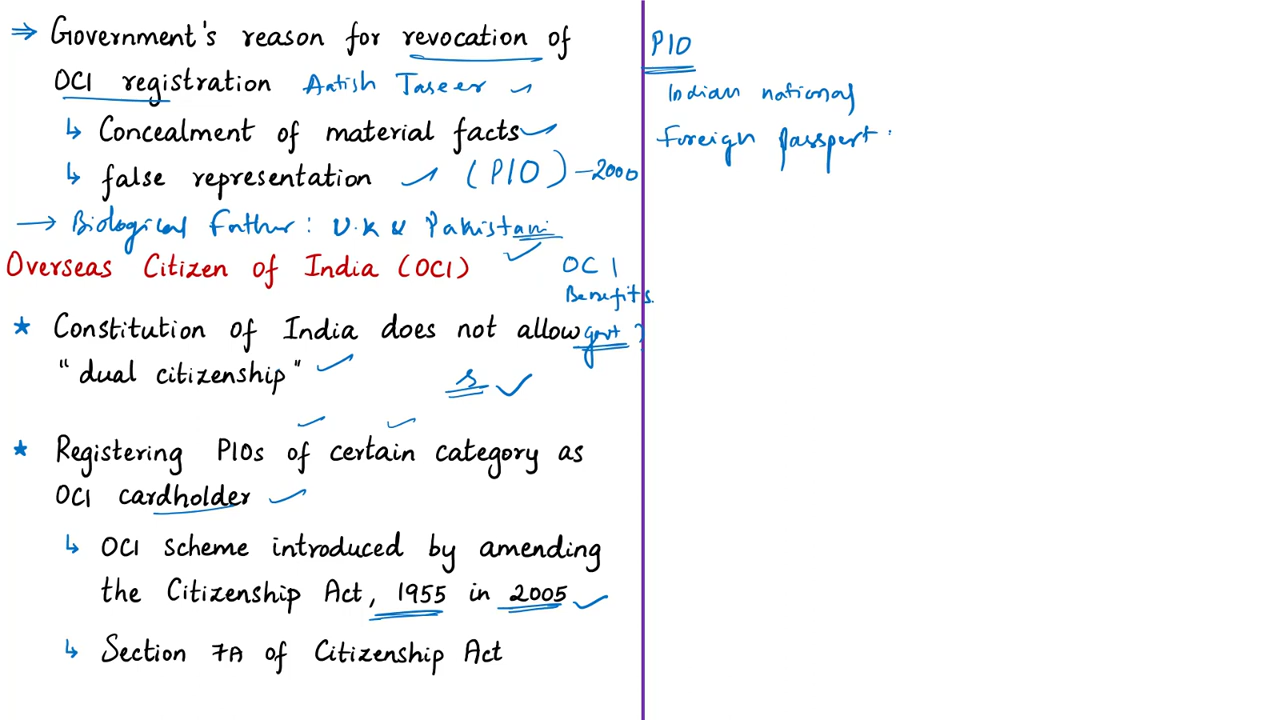 ⇒ Government's reason for revocation of
OCI registration Aatish Taseer
↳ Concealment of material facts
↳ false representation (PIO) - 2000
→ Biological Father: U.K & Pakistani
Overseas Citizen of India (OCI)
OCI
Benefits.
★ Constitution of India does not allow govt ?
"dual citizenship"
★ Registering PIOs of certain category as
OCI cardholder
↳ OCI scheme introduced by amending
the Citizenship Act, 1955 in 2005
↳ Section 7A of Citizenship Act
PIO
Indian national
Foreign passport